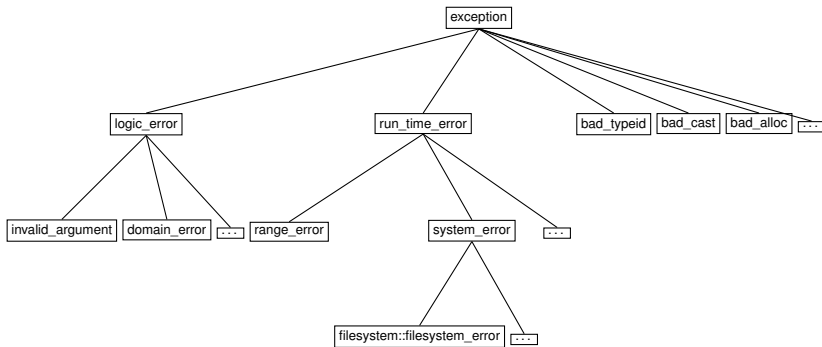 exception
logic_error
run_time_error
bad_typeid
bad_cast
bad_alloc
...
invalid_argument
domain_error
...
range_error
system_error
...
filesystem::filesystem_error
...